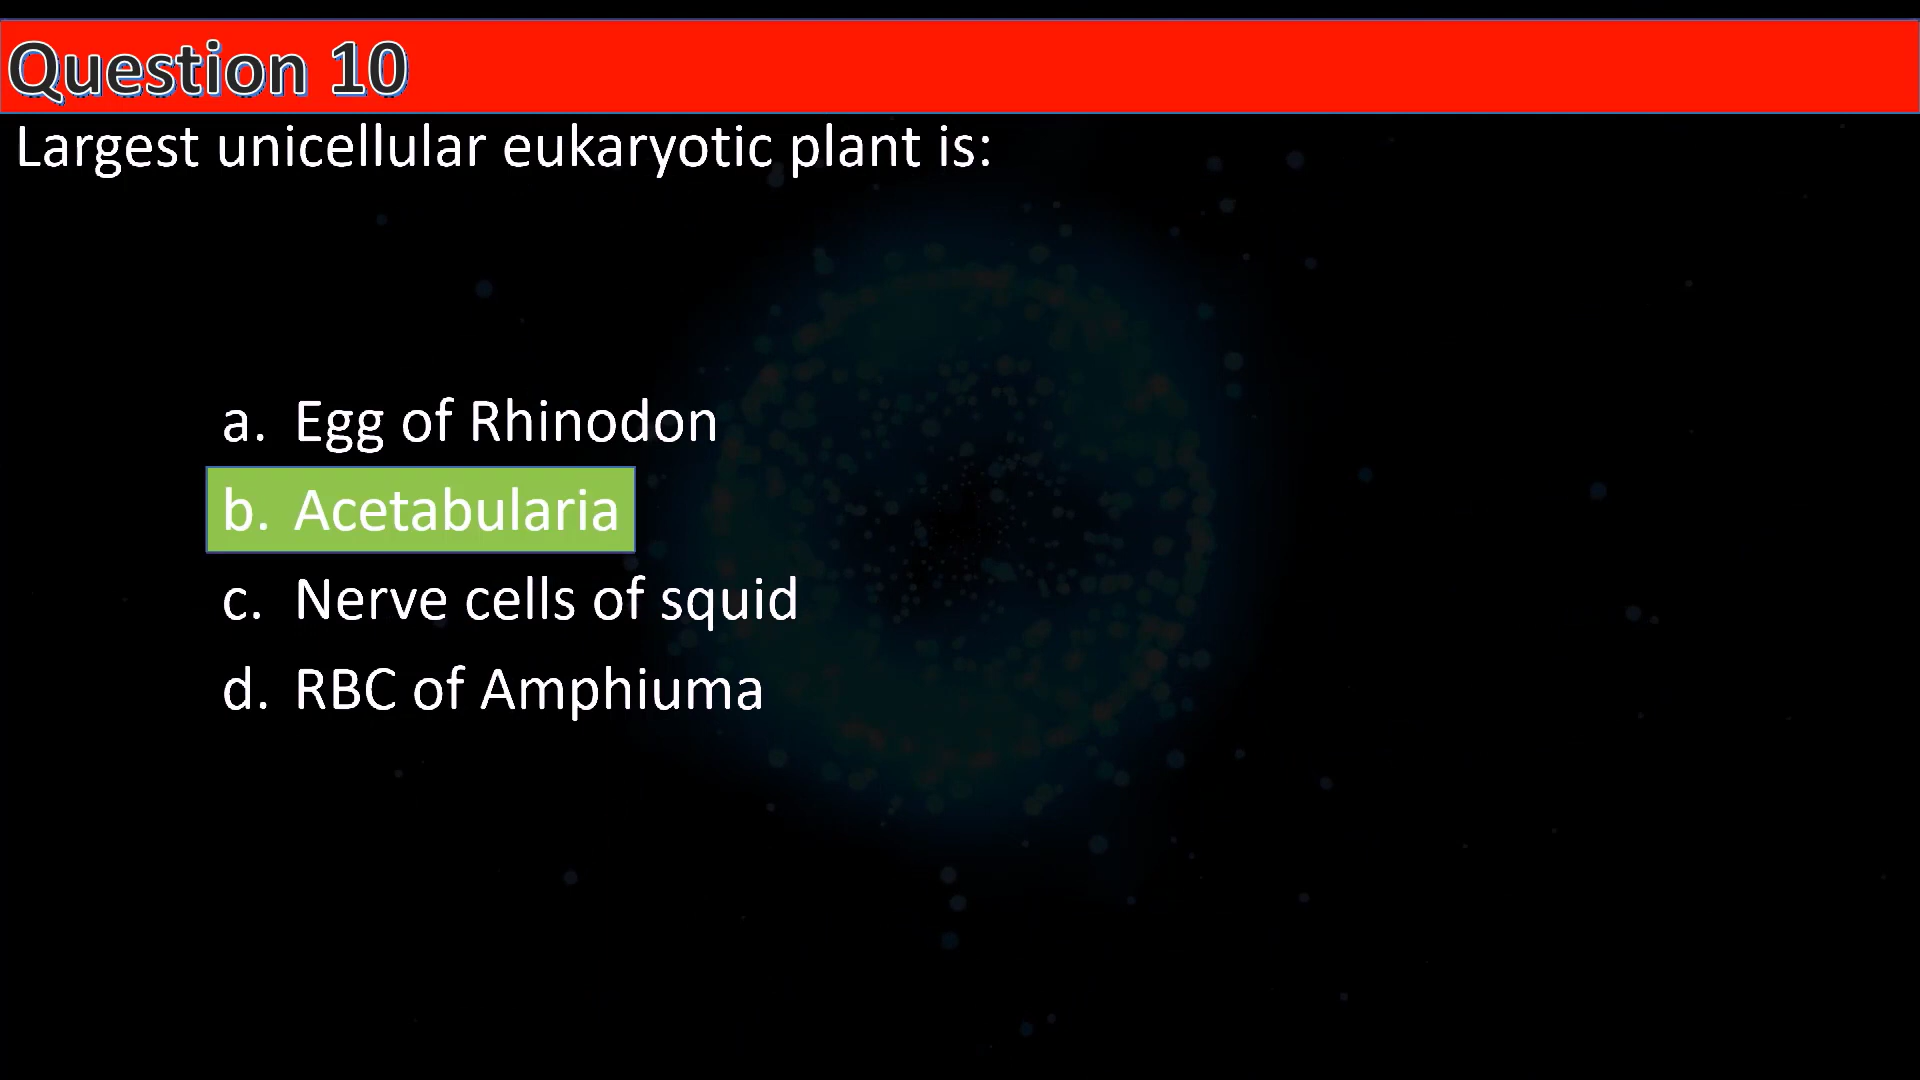 Question 10
Largest unicellular eukaryotic plant is:
a. Egg of Rhinodon
b. Acetabularia
c. Nerve cells of squid
d. RBC of Amphiuma